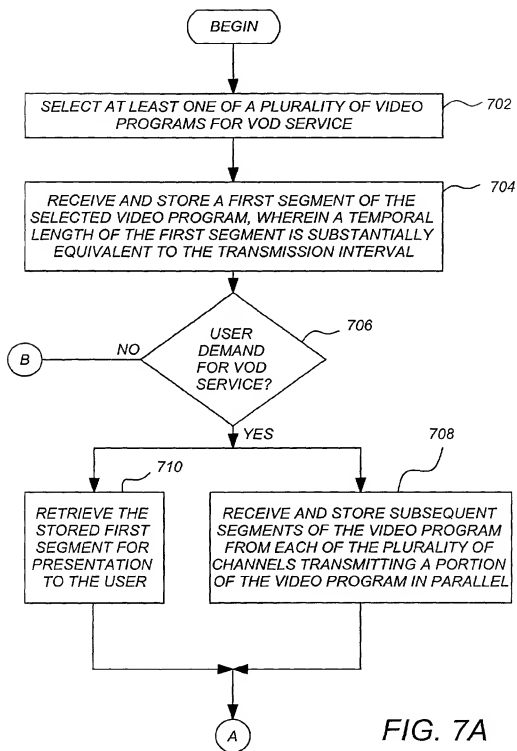 BEGIN
SELECT AT LEAST ONE OF A PLURALITY OF VIDEO
PROGRAMS FOR VOD SERVICE
702
RECEIVE AND STORE A FIRST SEGMENT OF THE
SELECTED VIDEO PROGRAM, WHEREIN A TEMPORAL
LENGTH OF THE FIRST SEGMENT IS SUBSTANTIALLY
EQUIVALENT TO THE TRANSMISSION INTERVAL
704
USER
DEMAND
FOR VOD
SERVICE?
706
B
NO
YES
710
RETRIEVE THE
STORED FIRST
SEGMENT FOR
PRESENTATION
TO THE USER
708
RECEIVE AND STORE SUBSEQUENT
SEGMENTS OF THE VIDEO PROGRAM
FROM EACH OF THE PLURALITY OF
CHANNELS TRANSMITTING A PORTION
OF THE VIDEO PROGRAM IN PARALLEL
A
FIG. 7A